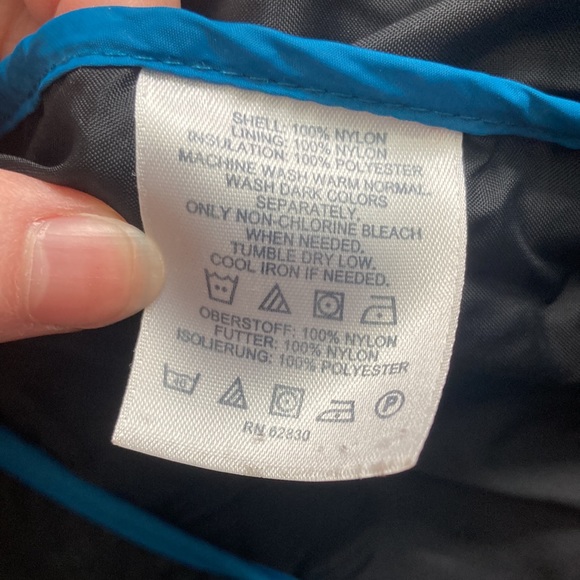 SHELL: 100% NYLON
LINING: 100% NYLON
INSULATION: 100% POLYESTER
MACHINE WASH WARM NORMAL.
WASH DARK COLORS
SEPARATELY.
ONLY NON-CHLORINE BLEACH
WHEN NEEDED.
TUMBLE DRY LOW.
COOL IRON IF NEEDED.
OBERSTOFF: 100% NYLON
FUTTER: 100% NYLON
ISOLIERUNG: 100% POLYESTER
40 P
RN 62830